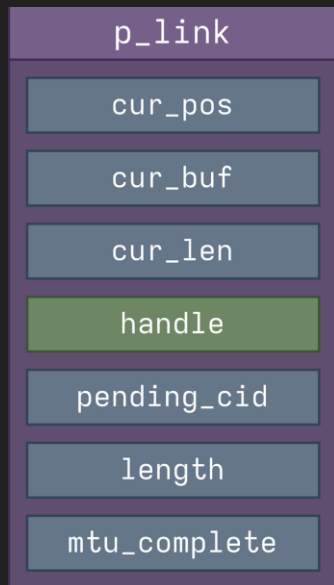 p_link
cur_pos
cur_buf
cur_len
handle
pending_cid
length
mtu_complete